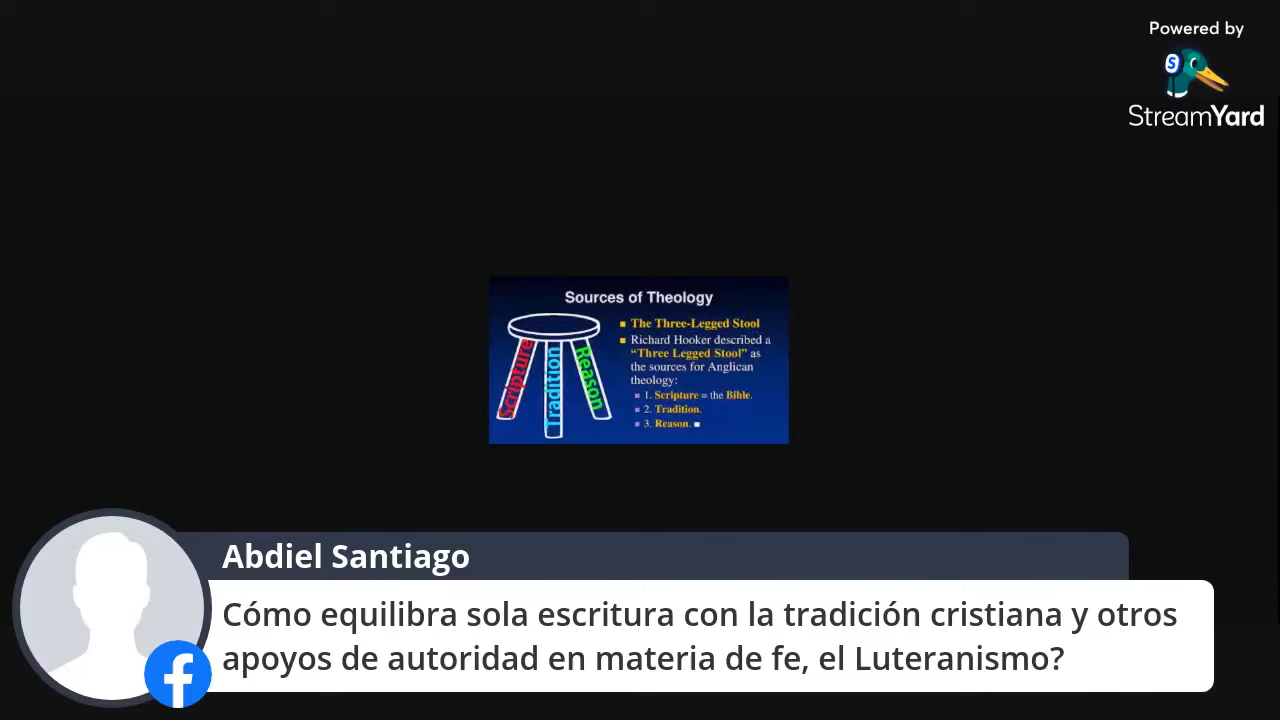 Powered by
StreamYard
Sources of Theology
Scripture
Tradition
Reason
The Three-Legged Stool
Richard Hooker described a
“Three Legged Stool” as
the sources for Anglican
theology:
1. Scripture = the Bible.
2. Tradition.
3. Reason.
Abdiel Santiago
Cómo equilibra sola escritura con la tradición cristiana y otros
apoyos de autoridad en materia de fe, el Luteranismo?